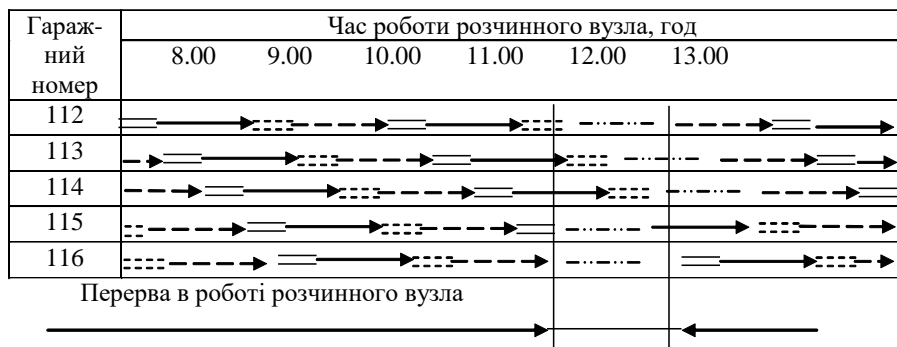 Гараж-
ний
номер
Час роботи розчинного вузла, год
8.00 9.00 10.00 11.00 12.00 13.00
112
113
114
115
116
Перерва в роботі розчинного вузла